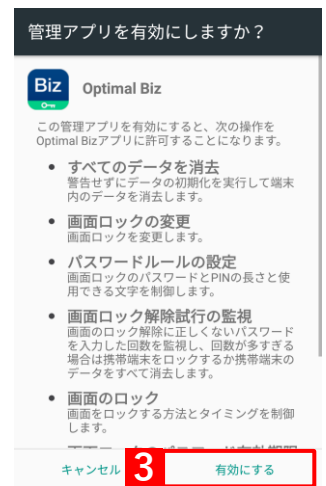 管理アプリを有効にしますか？
Biz
Optimal Biz
この管理アプリを有効にすると、次の操作を
Optimal Bizアプリに許可することになります。
• すべてのデータを消去
警告せずにデータの初期化を実行して端末
内のデータを消去します。
• 画面ロックの変更
画面ロックを変更します。
• パスワードルールの設定
画面ロックのパスワードとPINの長さと使
用できる文字を制御します。
• 画面ロック解除試行の監視
画面のロック解除に正しくないパスワード
を入力した回数を監視し、回数が多すぎる
場合は携帯端末をロックするか携帯端末の
データをすべて消去します。
• 画面のロック
画面をロックする方法とタイミングを制御
します。
キャンセル
3
有効にする